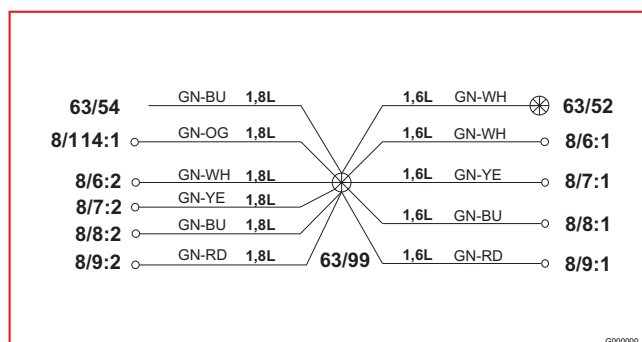 63/54 GN-BU 1,8L 1,6L GN-WH 63/52
8/114:1 GN-OG 1,8L 1,6L GN-WH 8/6:1
8/6:2 GN-WH 1,8L 1,6L GN-YE 8/7:1
8/7:2 GN-YE 1,8L
8/8:2 GN-BU 1,8L 1,6L GN-BU 8/8:1
8/9:2 GN-RD 1,8L 63/99 1,6L GN-RD 8/9:1
G000000